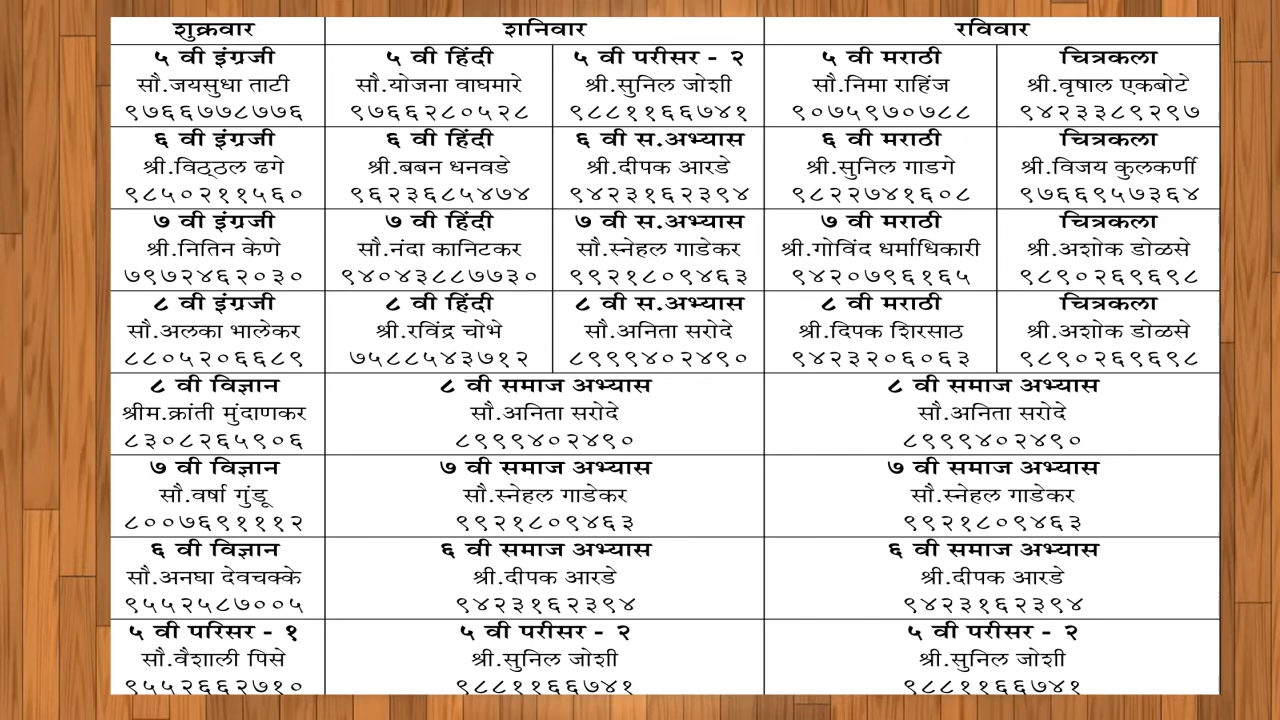 शुक्रवार शनिवार रविवार
५ वी इंग्रजी ५ वी हिंदी ५ वी परीसर - २ ५ वी मराठी चित्रकला
सौ.जयसुधा ताटी सौ.योजना वाघमारे श्री.सुनिल जोशी सौ.निमा राहिंज श्री.वृषाल एकबोटे
९७६६७७८७७६ ९७६६२८०५२८ ९८८११६६७४१ ९०७५९७०७८८ ९४२३३८९२९७
६ वी इंग्रजी ६ वी हिंदी ६ वी स.अभ्यास ६ वी मराठी चित्रकला
श्री.विठ्ठल ढगे श्री.बबन धनवडे श्री.दीपक आरडे श्री.सुनिल गाडगे श्री.विजय कुलकर्णी
९८५०२११५६० ९६२३६८५४७४ ९४२३१६२३९४ ९८२२७४१६०८ ९७६६९५७३६४
७ वी इंग्रजी ७ वी हिंदी ७ वी स.अभ्यास ७ वी मराठी चित्रकला
श्री.नितिन केणे सौ.नंदा कानिटकर सौ.स्नेहल गाडेकर श्री.गोविंद धर्माधिकारी श्री.अशोक डोळसे
७९७२४६२०३० ९४०४३८८७७३० ९९२१८०९४६३ ९४२०७९६१६५ ९८९०२६९६९८
८ वी इंग्रजी ८ वी हिंदी ८ वी स.अभ्यास ८ वी मराठी चित्रकला
सौ.अलका भालेकर श्री.रविंद्र चोभे सौ.अनिता सरोदे श्री.दिपक शिरसाठ श्री.अशोक डोळसे
८८०५२०६६८९ ७५८८५४३७१२ ८९९९४०२४९० ९४२३२०६०६३ ९८९०२६९६९८
८ वी विज्ञान ८ वी समाज अभ्यास ८ वी समाज अभ्यास
श्रीम.क्रांती मुंदाणकर सौ.अनिता सरोदे सौ.अनिता सरोदे
८३०८२६५९०६ ८९९९४०२४९० ८९९९४०२४९०
७ वी विज्ञान ७ वी समाज अभ्यास ७ वी समाज अभ्यास
सौ.वर्षा गुंडू सौ.स्नेहल गाडेकर सौ.स्नेहल गाडेकर
८००७६९१११२ ९९२१८०९४६३ ९९२१८०९४६३
६ वी विज्ञान ६ वी समाज अभ्यास ६ वी समाज अभ्यास
सौ.अनघा देवचक्के श्री.दीपक आरडे श्री.दीपक आरडे
९५५२५८७००५ ९४२३१६२३९४ ९४२३१६२३९४
५ वी परिसर - १ ५ वी परीसर - २ ५ वी परीसर - २
सौ.वैशाली पिसे श्री.सुनिल जोशी श्री.सुनिल जोशी
९५५२६६२७१० ९८८११६६७४१ ९८८११६६७४१